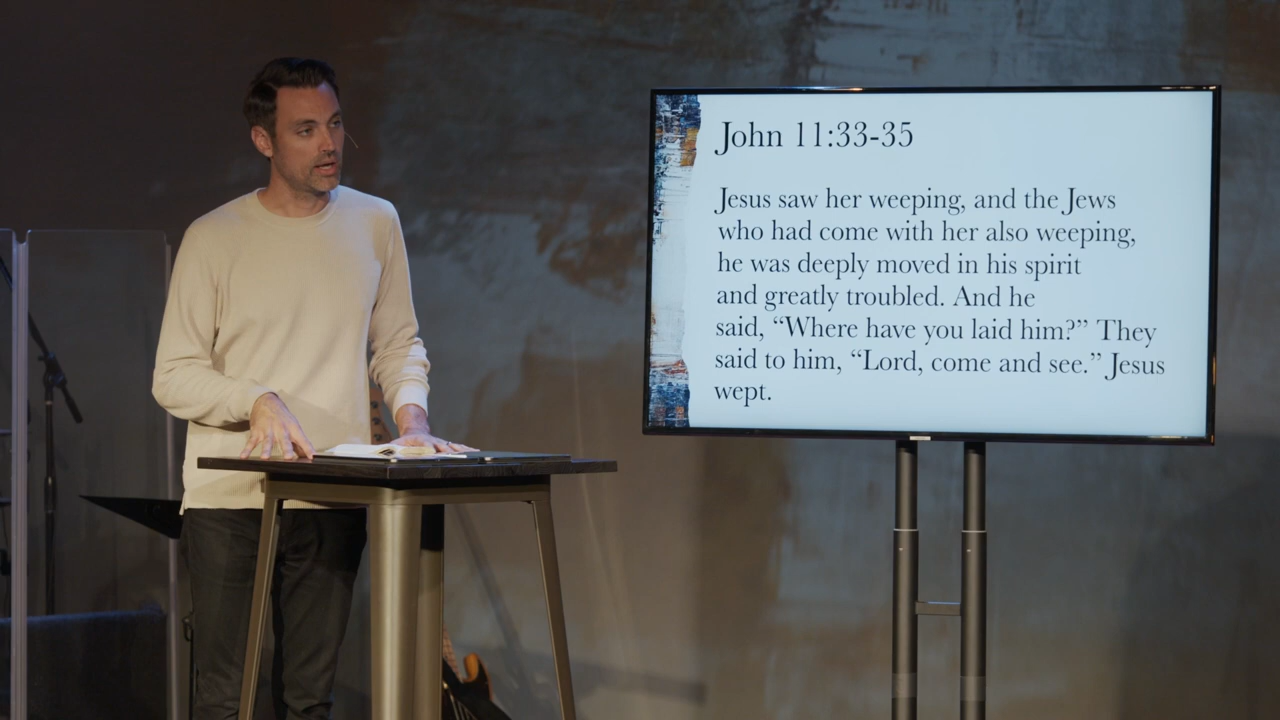 John 11:33-35
Jesus saw her weeping, and the Jews
who had come with her also weeping,
he was deeply moved in his spirit
and greatly troubled. And he
said, “Where have you laid him?” They
said to him, “Lord, come and see.” Jesus
wept.